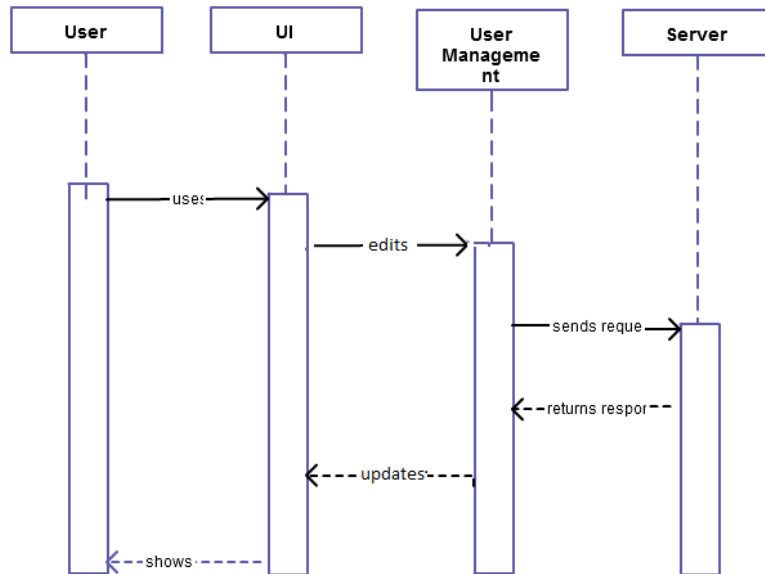 User
UI
User
Manageme
nt
Server
uses
edits
sends reque
returns respor
updates
shows